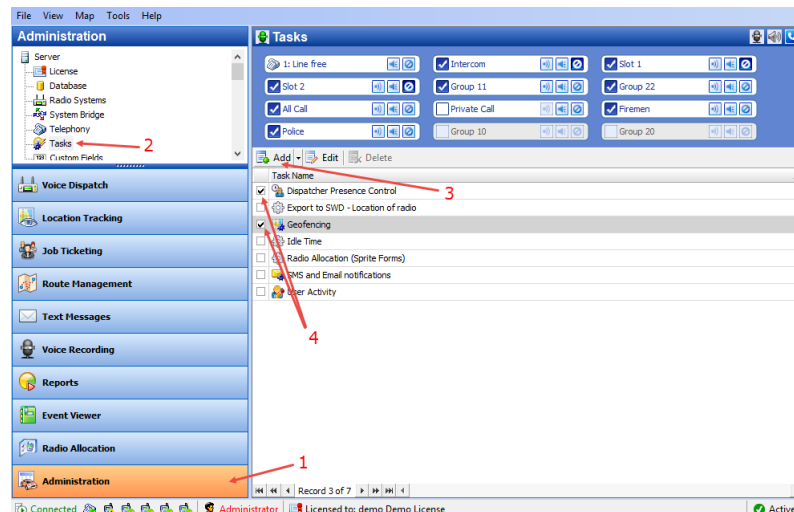 File View Map Tools Help
Administration
Tasks
Server
License
Database
Radio Systems
System Bridge
Telephony
Tasks
Custom Fields
2
1: Line free
Intercom
Slot 1
Slot 2
Group 11
Group 22
All Call
Private Call
Firemen
Police
Group 10
Group 20
Add Edit Delete
3
Task Name
Dispatcher Presence Control
Export to SWD - Location of radio
Geofencing
Idle Time
Radio Allocation (Sprite Forms)
SMS and Email notifications
User Activity
4
Voice Dispatch
Location Tracking
Job Ticketing
Route Management
Text Messages
Voice Recording
Reports
Event Viewer
Radio Allocation
Administration
1
Record 3 of 7
Connected
Administrator
Licensed to: demo Demo License
Active